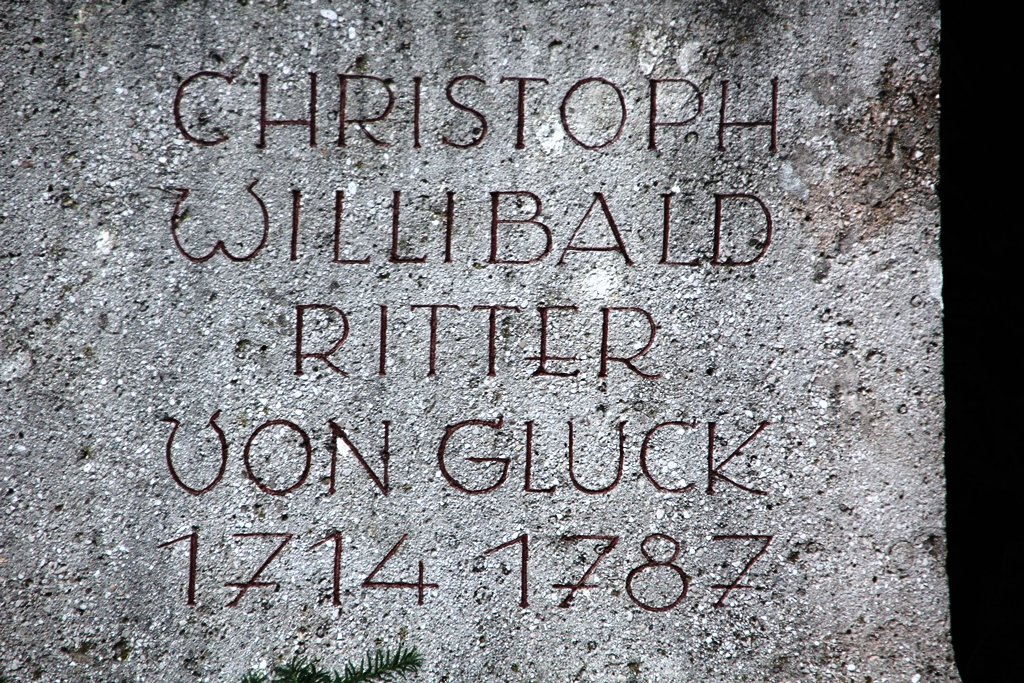 CHRISTOPH
WILLIBALD
RITTER
VON GLUCK
1714 1787